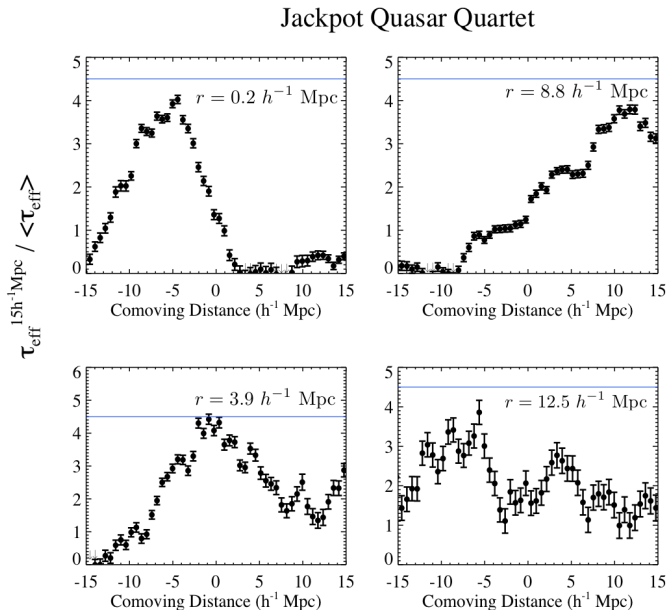 Jackpot Quasar Quartet
τ_eff^15h⁻¹Mpc / <τ_eff>
5
4
3
2
1
0
r = 0.2 h⁻¹ Mpc
-15 -10 -5 0 5 10 15
Comoving Distance (h⁻¹ Mpc)
5
4
3
2
1
0
r = 8.8 h⁻¹ Mpc
-15 -10 -5 0 5 10 15
Comoving Distance (h⁻¹ Mpc)
6
5
4
3
2
1
0
r = 3.9 h⁻¹ Mpc
-15 -10 -5 0 5 10 15
Comoving Distance (h⁻¹ Mpc)
5
4
3
2
1
0
r = 12.5 h⁻¹ Mpc
-15 -10 -5 0 5 10 15
Comoving Distance (h⁻¹ Mpc)